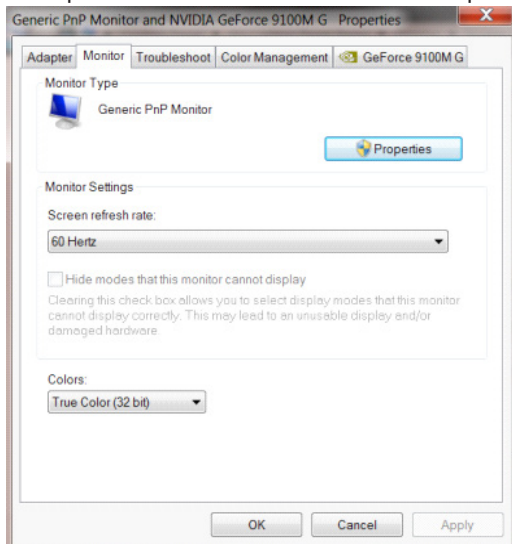 Generic PnP Monitor and NVIDIA GeForce 9100M G Properties
X
Adapter Monitor Troubleshoot Color Management GeForce 9100M G
Monitor Type
Generic PnP Monitor
Properties
Monitor Settings
Screen refresh rate:
60 Hertz
Hide modes that this monitor cannot display
Clearing this check box allows you to select display modes that this monitor
cannot display correctly. This may lead to an unusable display and/or
damaged hardware.
Colors:
True Color (32 bit)
OK Cancel Apply